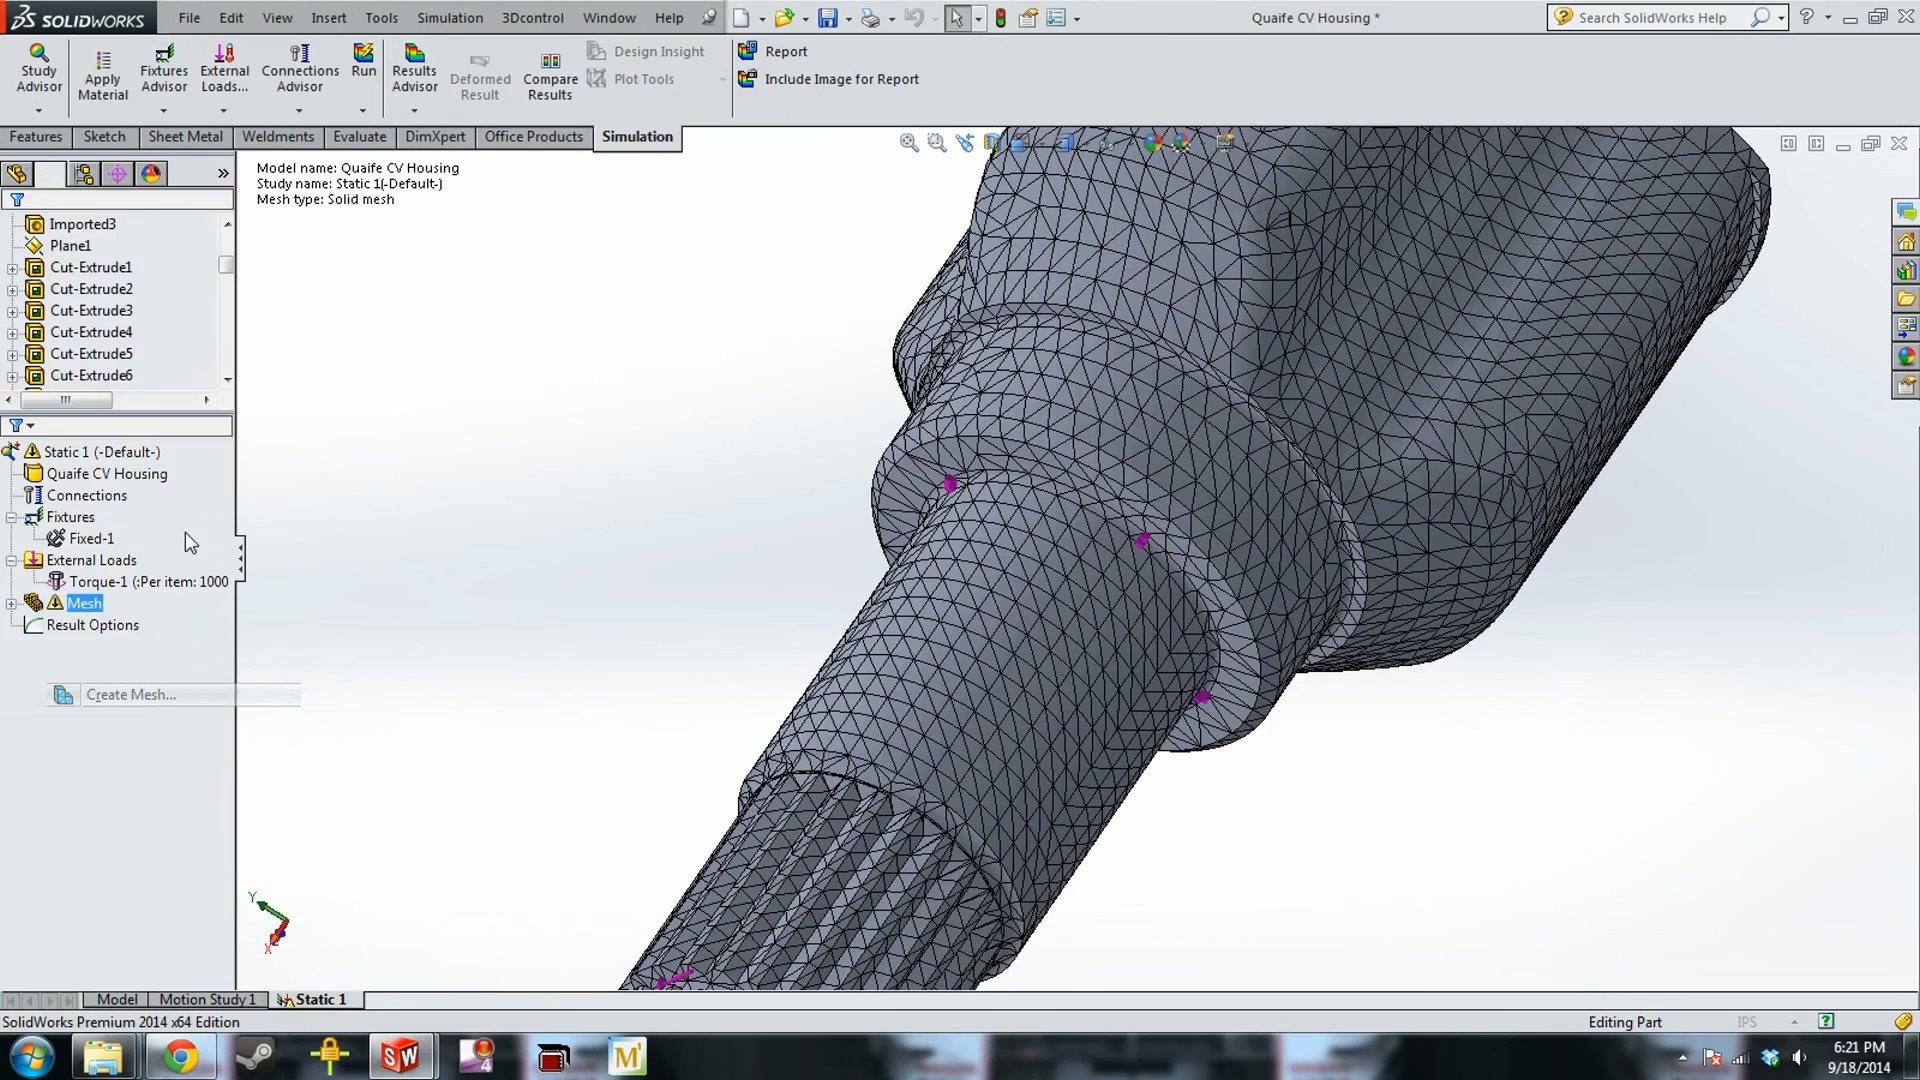 SOLIDWORKS File Edit View Insert Tools Simulation 3Dcontrol Window Help Quaife CV Housing * Search SolidWorks Help
Study Advisor
Apply Material
Fixtures Advisor
External Loads...
Connections Advisor
Run
Results Advisor
Deformed Result
Compare Results
Design Insight
Plot Tools
Report
Include Image for Report
Features Sketch Sheet Metal Weldments Evaluate DimXpert Office Products Simulation
Model name: Quaife CV Housing
Study name: Static 1(-Default-)
Mesh type: Solid mesh
Imported3
Plane1
Cut-Extrude1
Cut-Extrude2
Cut-Extrude3
Cut-Extrude4
Cut-Extrude5
Cut-Extrude6
Static 1 (-Default-)
Quaife CV Housing
Connections
Fixtures
Fixed-1
External Loads
Torque-1 (:Per item: 1000
Mesh
Result Options
Create Mesh...
Y
X
Model Motion Study 1 Static 1
SolidWorks Premium 2014 x64 Edition Editing Part IPS
SW 4 M
6:21 PM
9/18/2014